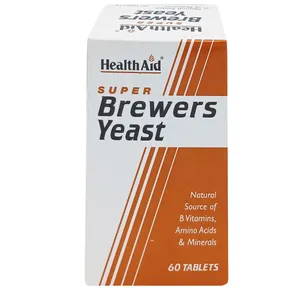 HealthAid®
SUPER
Brewers
Yeast
HealthAid®
SUPER
Brewers
Yeast
Natural
Source of
B Vitamins,
Amino Acids
& Minerals
60 TABLETS